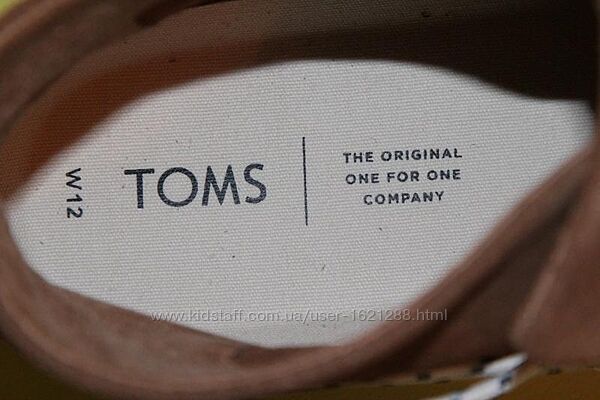 W12
TOMS
THE ORIGINAL
ONE FOR ONE
COMPANY
www.kidstaff.com.ua/user-1621288.html